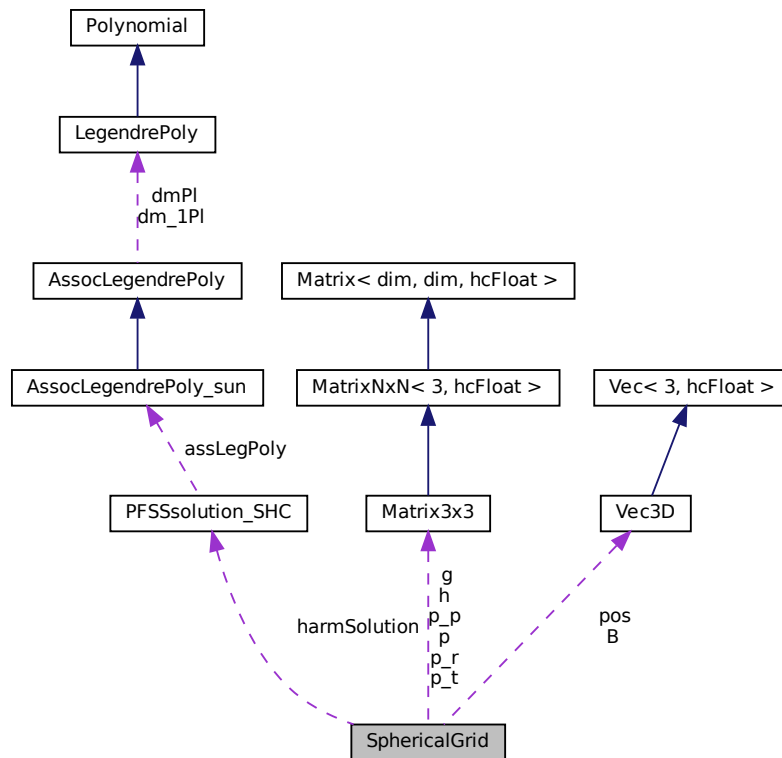 Polynomial
LegendrePoly
dmPl
dm_1Pl
AssocLegendrePoly
Matrix< dim, dim, hcFloat >
AssocLegendrePoly_sun
MatrixNxN< 3, hcFloat >
Vec< 3, hcFloat >
assLegPoly
PFSSsolution_SHC
Matrix3x3
Vec3D
harmSolution
g
h
p_p
p
p_r
p_t
pos
B
SphericalGrid